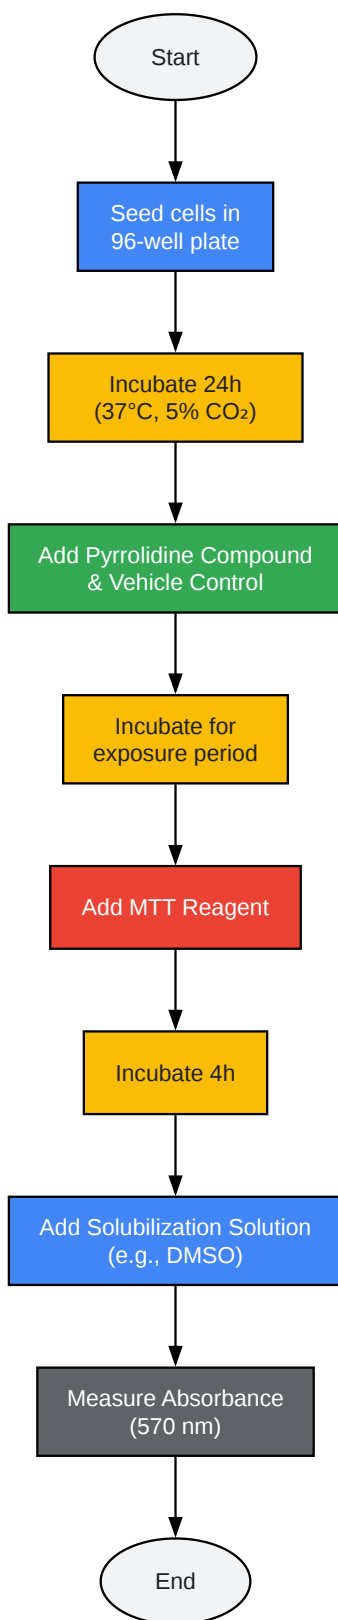 Start
Seed cells in
96-well plate
Incubate 24h
(37°C, 5% CO₂)
Add Pyrrolidine Compound
& Vehicle Control
Incubate for
exposure period
Add MTT Reagent
Incubate 4h
Add Solubilization Solution
(e.g., DMSO)
Measure Absorbance
(570 nm)
End